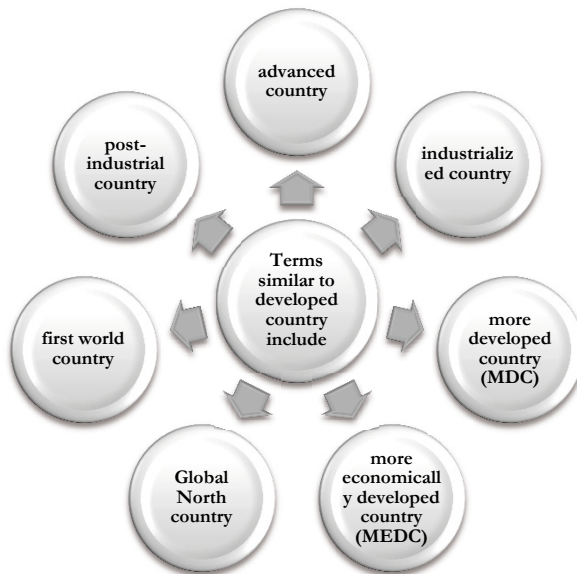 advanced
country
industrializ
ed country
more
developed
country
(MDC)
more
economicall
y developed
country
(MEDC)
Global
North
country
first world
country
post-
industrial
country
Terms
similar to
developed
country
include